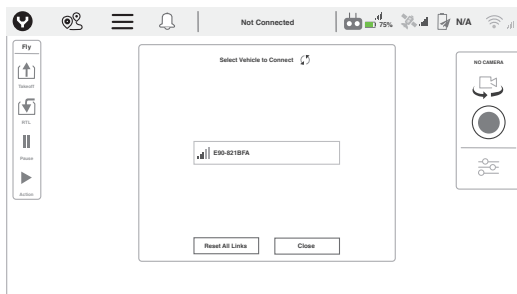 Not Connected
75%
N/A
Fly
Takeoff
RTL
Pause
Action
Select Vehicle to Connect
E90-821BFA
Reset All Links
Close
NO CAMERA